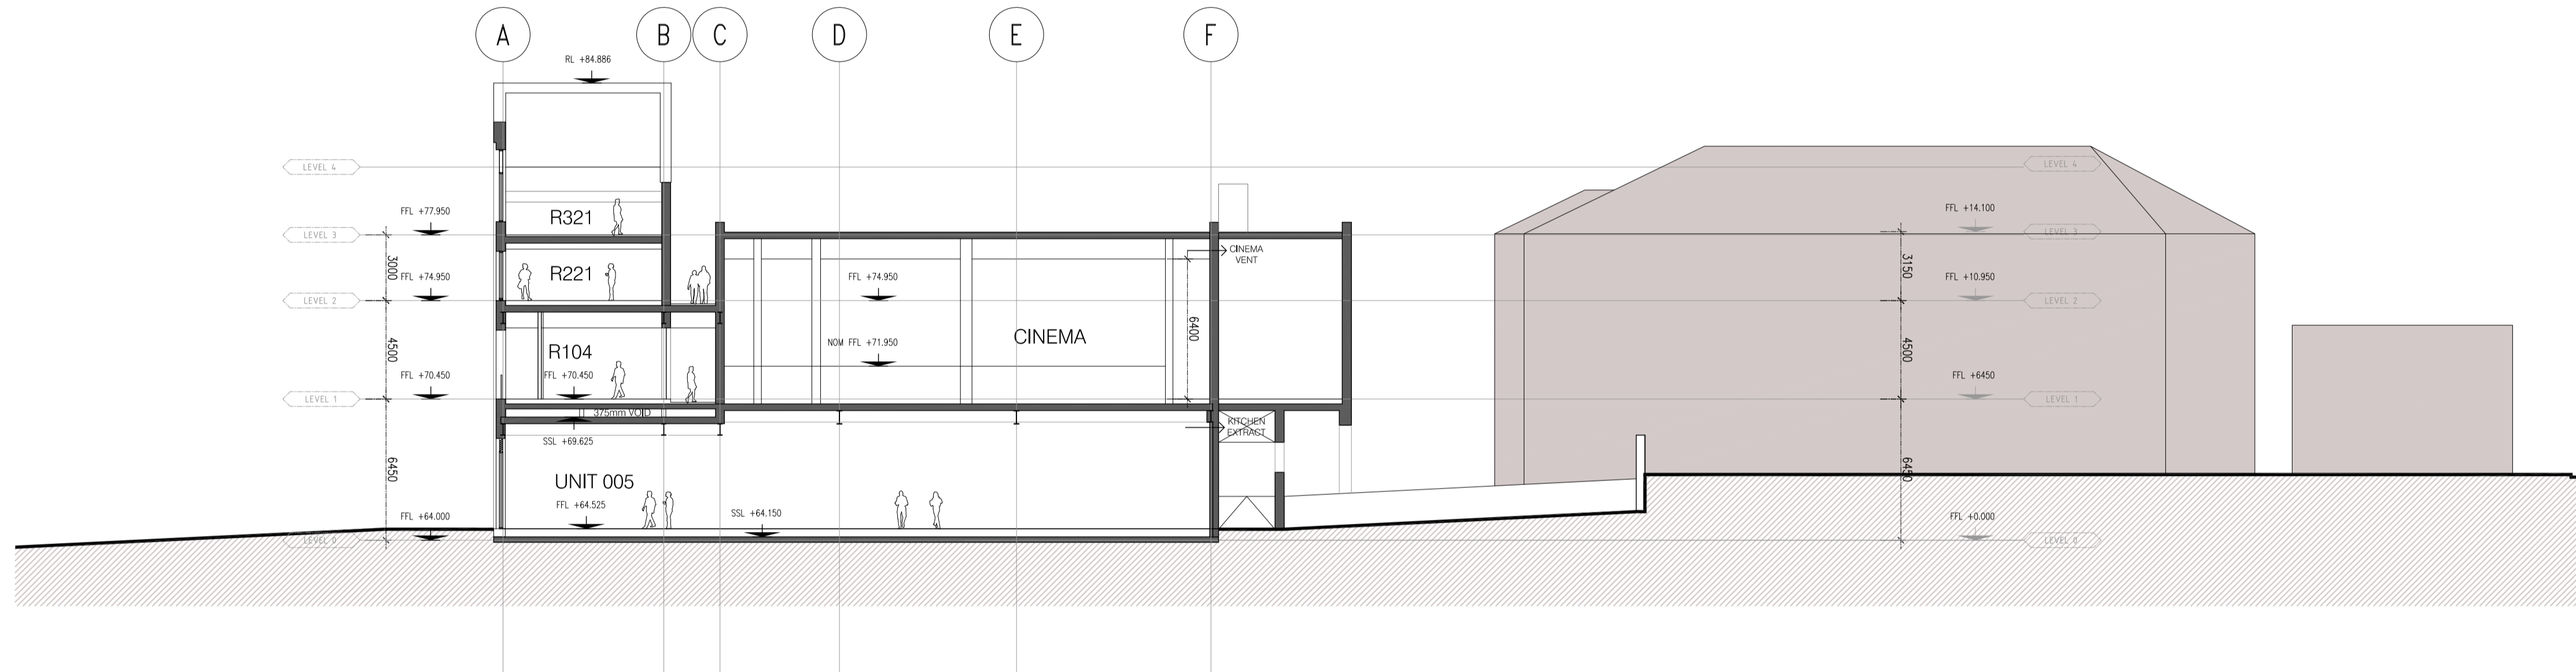 A
B
C
D
E
F
RL +84.886
LEVEL 4
LEVEL 4
FFL +77.950
R321
FFL +14.100
LEVEL 3
LEVEL 3
3000
CINEMA
VENT
3150
FFL +74.950
R221
FFL +74.950
FFL +10.950
LEVEL 2
LEVEL 2
4500
R104
NOM FFL +71.950
CINEMA
6400
4500
FFL +70.450
FFL +70.450
FFL +6450
LEVEL 1
LEVEL 1
375mm VOID
KITCHEN
EXTRACT
SSL +69.625
6450
6450
UNIT 005
FFL +64.525
SSL +64.150
FFL +64.000
FFL +0.000
LEVEL 0
LEVEL 0